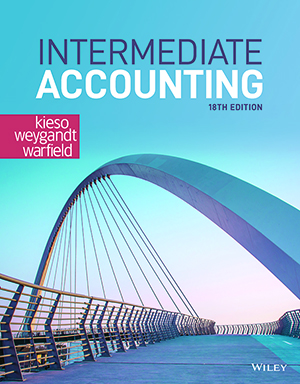 INTERMEDIATE
ACCOUNTING
18TH EDITION
kieso
weygandt
warfield
WILEY